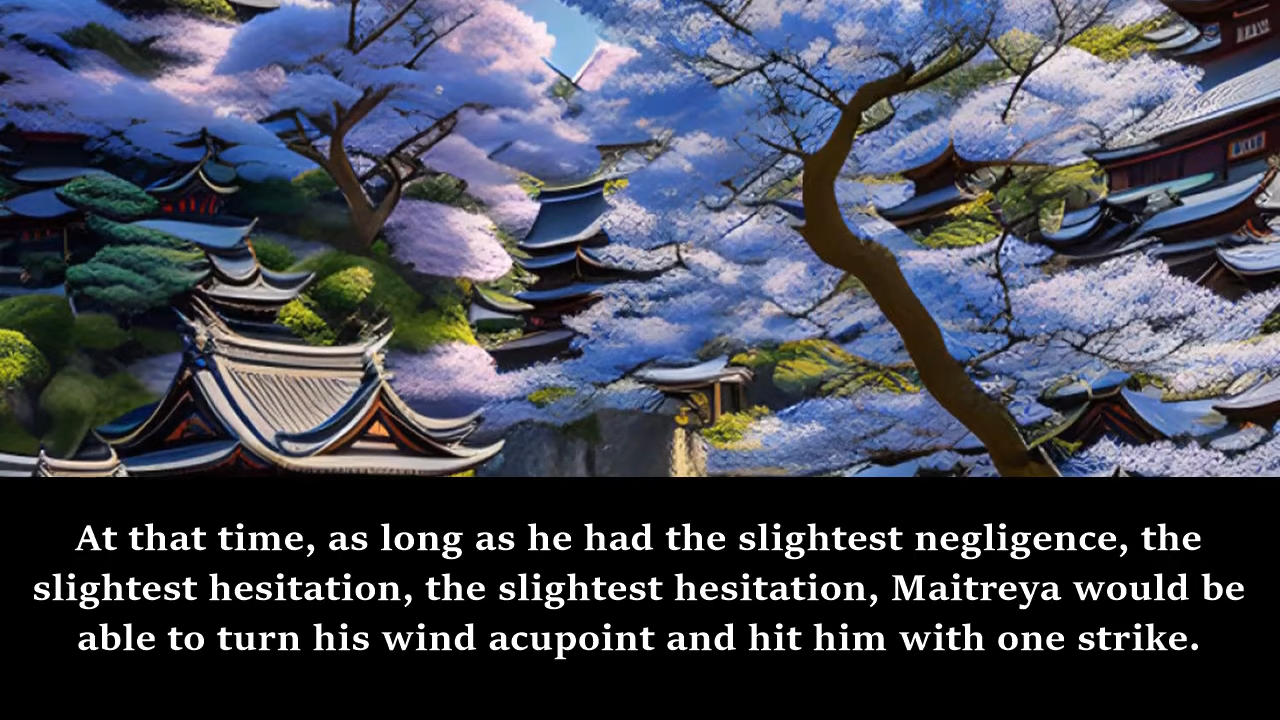 At that time, as long as he had the slightest negligence, the
slightest hesitation, the slightest hesitation, Maitreya would be
able to turn his wind acupoint and hit him with one strike.